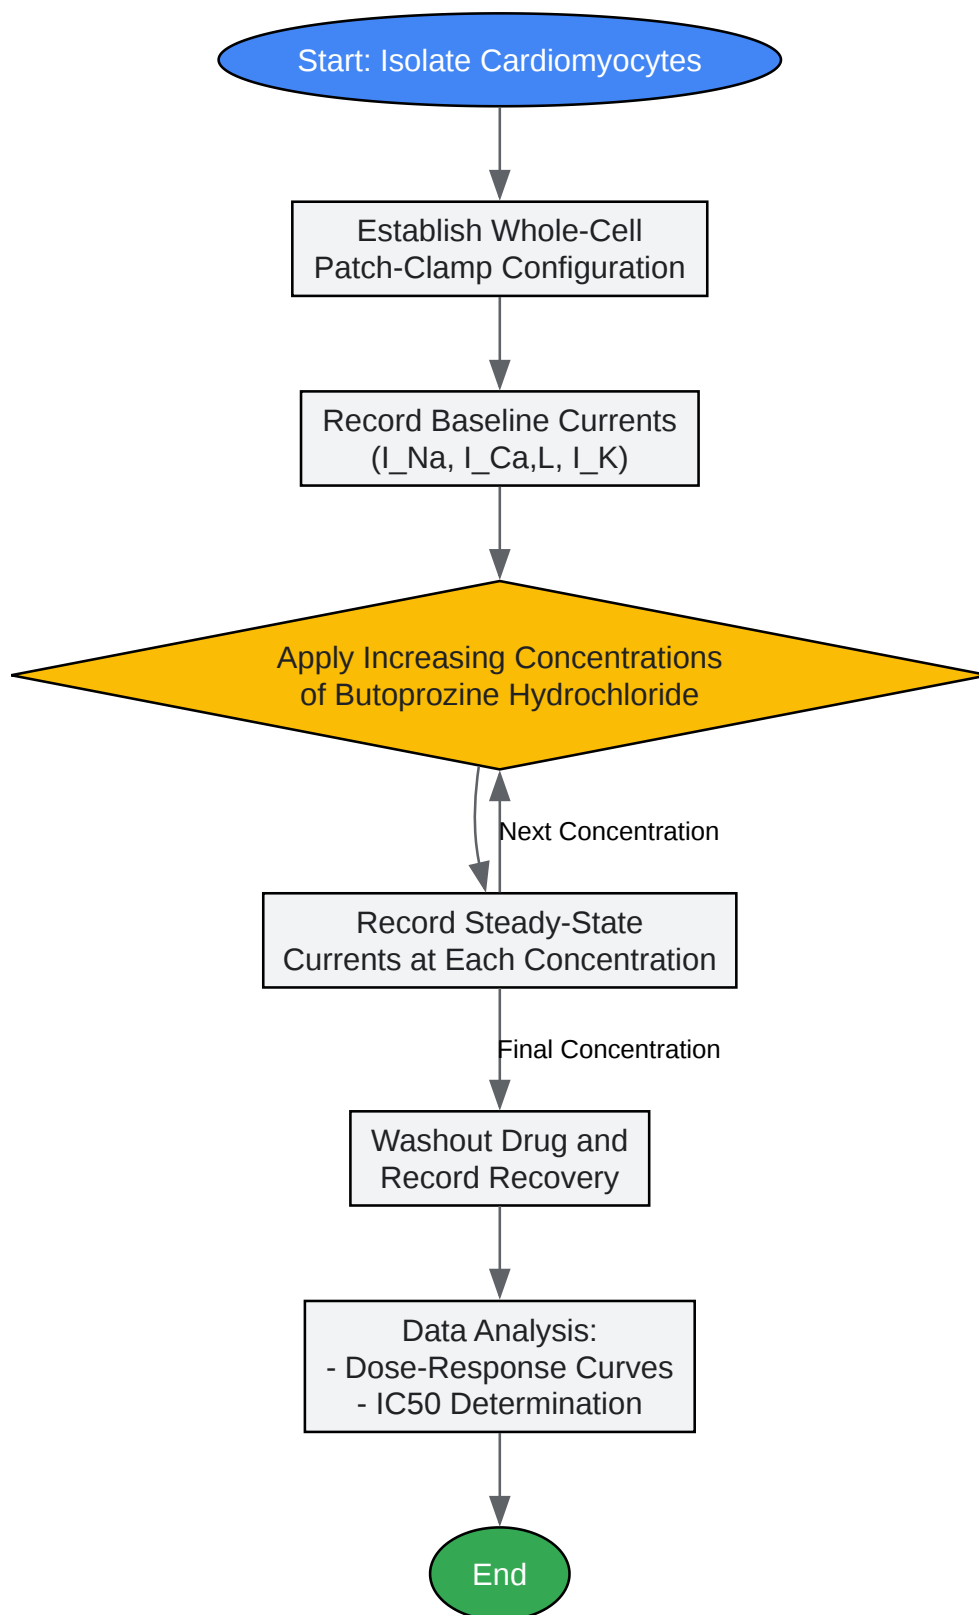 Start: Isolate Cardiomyocytes
Establish Whole-Cell
Patch-Clamp Configuration
Record Baseline Currents
(I_Na, I_Ca,L, I_K)
Apply Increasing Concentrations
of Butoprozine Hydrochloride
Next Concentration
Record Steady-State
Currents at Each Concentration
Final Concentration
Washout Drug and
Record Recovery
Data Analysis:
- Dose-Response Curves
- IC50 Determination
End